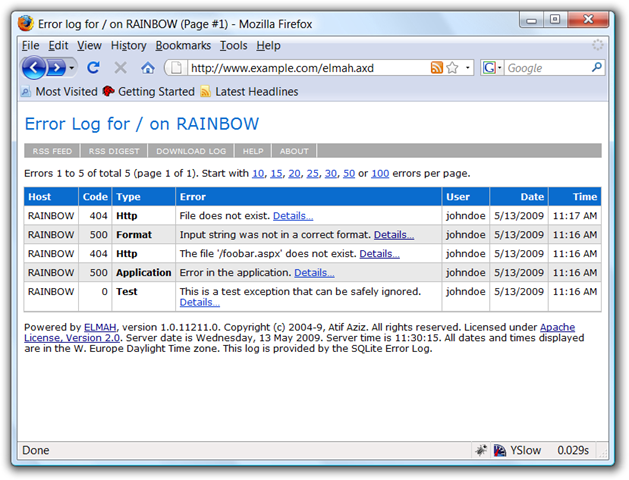 Error log for / on RAINBOW (Page #1) - Mozilla Firefox
File Edit View History Bookmarks Tools Help
http://www.example.com/elmah.axd Google
Most Visited Getting Started Latest Headlines
Error Log for / on RAINBOW
RSS FEED RSS DIGEST DOWNLOAD LOG HELP ABOUT
Errors 1 to 5 of total 5 (page 1 of 1). Start with 10, 15, 20, 25, 30, 50 or 100 errors per page.
Host Code Type Error User Date Time
RAINBOW 404 Http File does not exist. Details... johndoe 5/13/2009 11:17 AM
RAINBOW 500 Format Input string was not in a correct format. Details... johndoe 5/13/2009 11:16 AM
RAINBOW 404 Http The file '/foobar.aspx' does not exist. Details... johndoe 5/13/2009 11:16 AM
RAINBOW 500 Application Error in the application. Details... johndoe 5/13/2009 11:16 AM
RAINBOW 0 Test This is a test exception that can be safely ignored. johndoe 5/13/2009 11:16 AM
Details...
Powered by ELMAH, version 1.0.11211.0. Copyright (c) 2004-9, Atif Aziz. All rights reserved. Licensed under Apache
License, Version 2.0. Server date is Wednesday, 13 May 2009. Server time is 11:30:15. All dates and times displayed
are in the W. Europe Daylight Time zone. This log is provided by the SQLite Error Log.
Done YSlow 0.029s